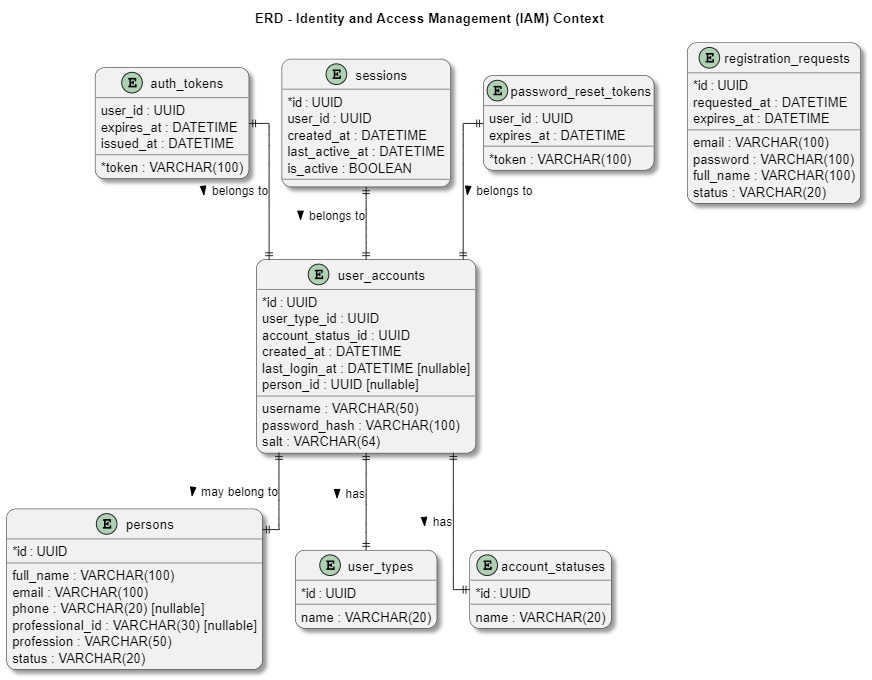 ERD - Identity and Access Management (IAM) Context
E auth_tokens
user_id : UUID
expires_at : DATETIME
issued_at : DATETIME
*token : VARCHAR(100)
E sessions
*id : UUID
user_id : UUID
created_at : DATETIME
last_active_at : DATETIME
is_active : BOOLEAN
E password_reset_tokens
user_id : UUID
expires_at : DATETIME
*token : VARCHAR(100)
E registration_requests
*id : UUID
requested_at : DATETIME
expires_at : DATETIME
email : VARCHAR(100)
password : VARCHAR(100)
full_name : VARCHAR(100)
status : VARCHAR(20)
belongs to
belongs to
belongs to
E user_accounts
*id : UUID
user_type_id : UUID
account_status_id : UUID
created_at : DATETIME
last_login_at : DATETIME [nullable]
person_id : UUID [nullable]
username : VARCHAR(50)
password_hash : VARCHAR(100)
salt : VARCHAR(64)
may belong to
has
has
E persons
*id : UUID
full_name : VARCHAR(100)
email : VARCHAR(100)
phone : VARCHAR(20) [nullable]
professional_id : VARCHAR(30) [nullable]
profession : VARCHAR(50)
status : VARCHAR(20)
E user_types
*id : UUID
name : VARCHAR(20)
E account_statuses
*id : UUID
name : VARCHAR(20)